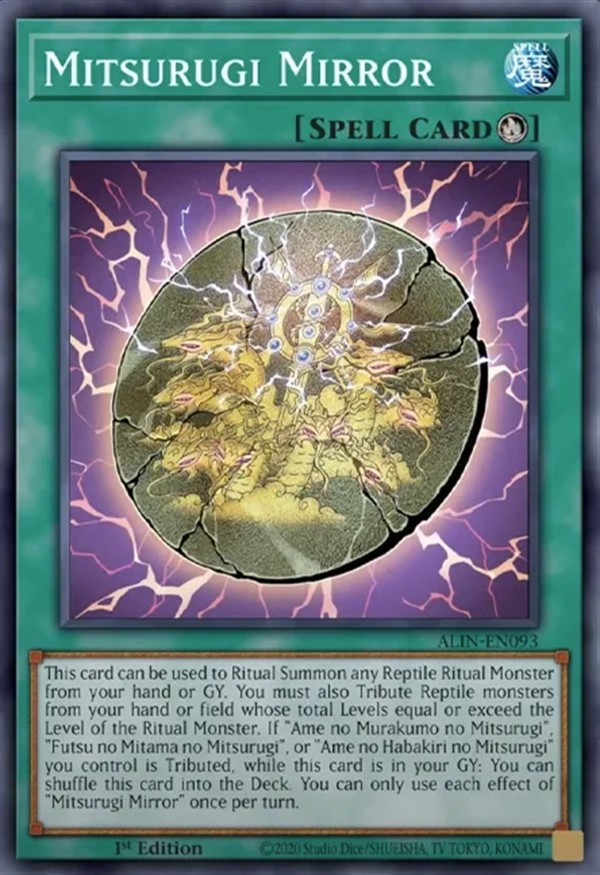 MITSURUGI MIRROR
SPELL
魔
[SPELL CARD]
ALIN-EN093
This card can be used to Ritual Summon any Reptile Ritual Monster
from your hand or GY. You must also Tribute Reptile monsters
from your hand or field whose total Levels equal or exceed the
Level of the Ritual Monster. If "Ame no Murakumo no Mitsurugi",
"Futsu no Mitama no Mitsurugi", or "Ame no Habakiri no Mitsurugi"
you control is Tributed, while this card is in your GY: You can
shuffle this card into the Deck. You can only use each effect of
"Mitsurugi Mirror" once per turn.
1st Edition
©2020 Studio Dice/SHUEISHA, TV TOKYO, KONAMI